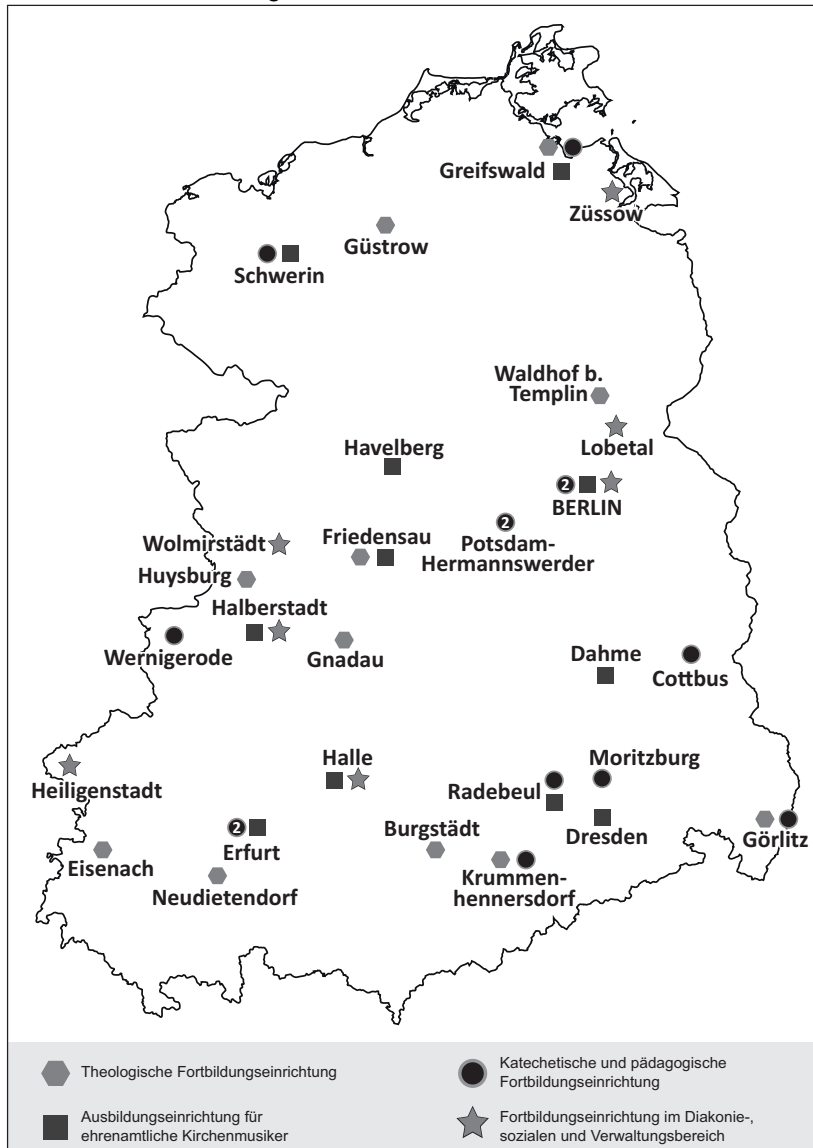 Greifswald
Züssow
Güstrow
Schwerin
Waldhof b.
Templin
Lobetal
Havelberg
2
BERLIN
2
Potsdam-
Hermannswerder
Wolmirstädt
Friedensau
Huysburg
Halberstadt
Wernigerode
Gnadau
Dahme
Cottbus
Halle
Moritzburg
Heiligenstadt
Radebeul
2
Erfurt
Burgstädt
Dresden
Görlitz
Eisenach
Neudietendorf
Krummen-
hennersdorf
Theologische Fortbildungseinrichtung
Katechetische und pädagogische
Fortbildungseinrichtung
Ausbildungseinrichtung für
ehrenamtliche Kirchenmusiker
Fortbildungseinrichtung im Diakonie-,
sozialen und Verwaltungsbereich